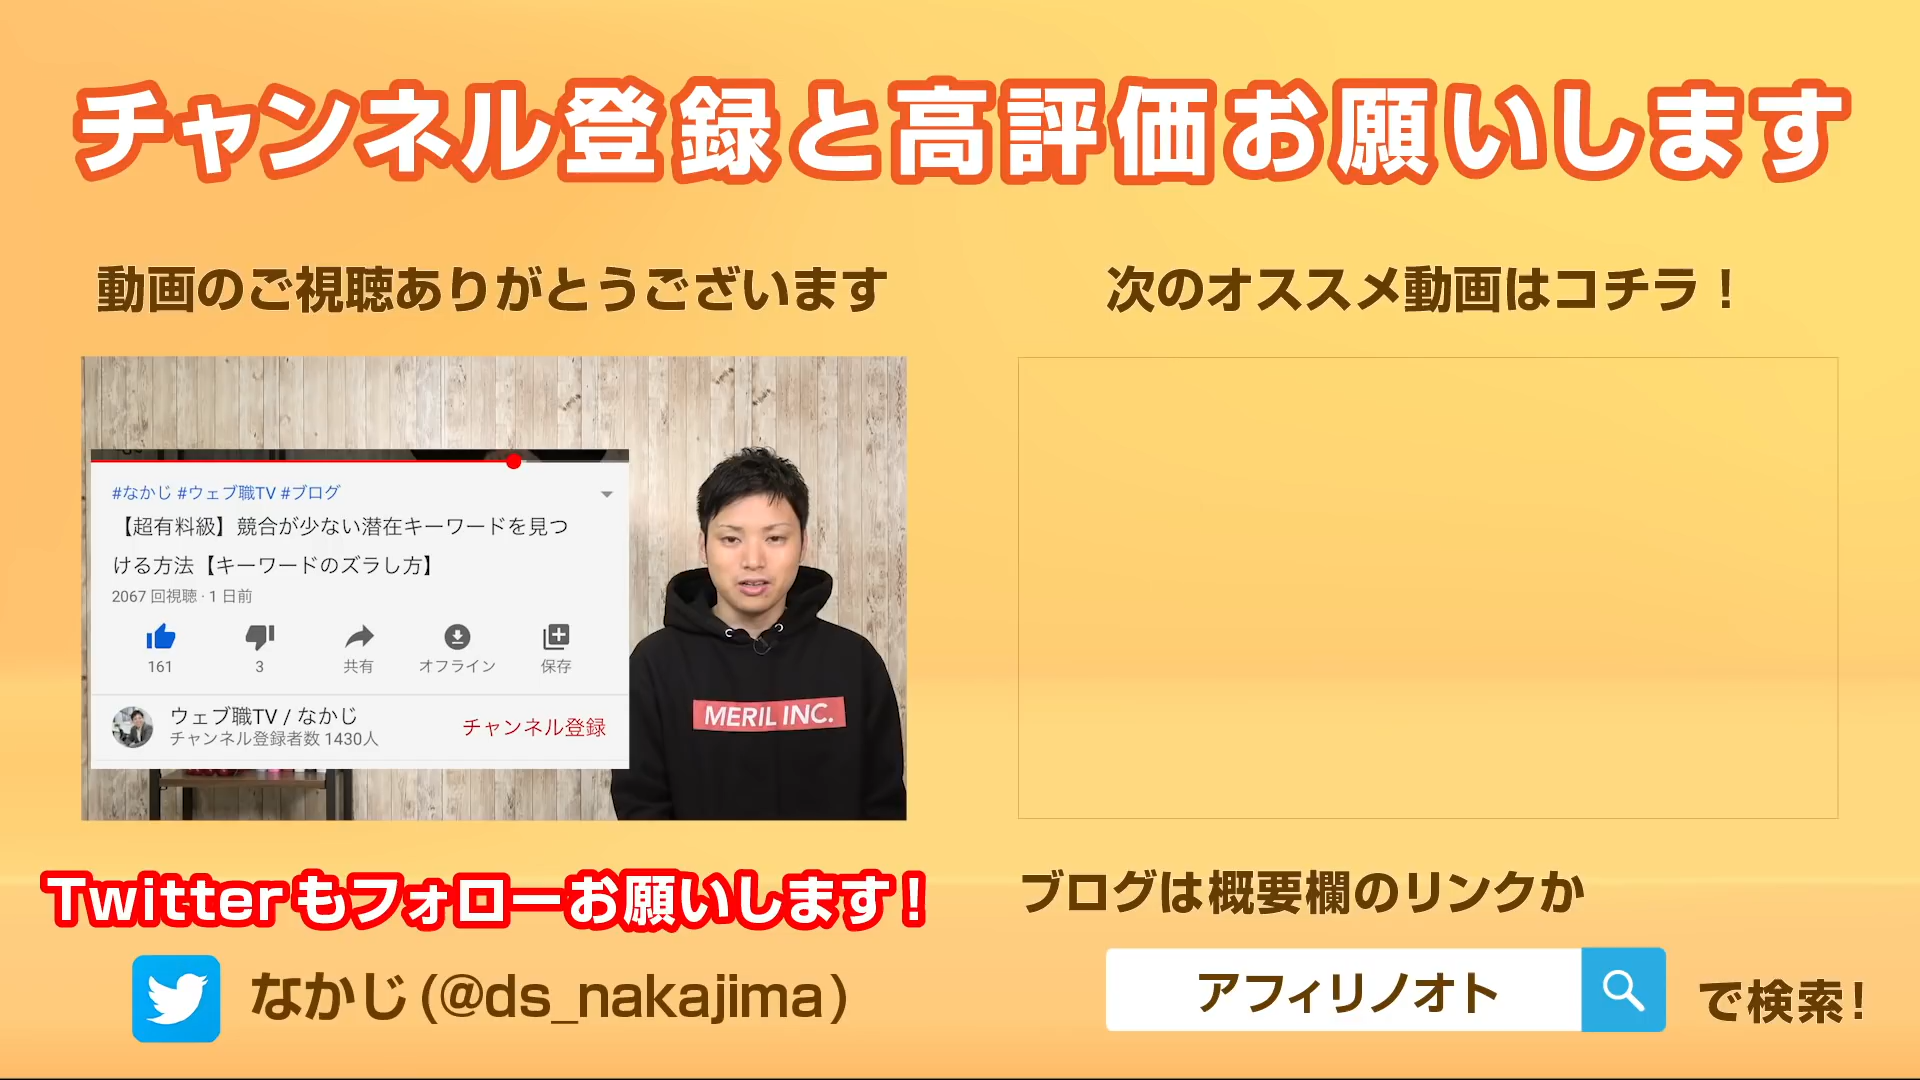 チャンネル登録と高評価お願いします
動画のご視聴ありがとうございます
次のオススメ動画はコチラ！
#なかじ #ウェブ職TV #ブログ
【超有料級】競合が少ない潜在キーワードを見つ
ける方法【キーワードのズラし方】
2067 回視聴・1 日前
161
3
共有
オフライン
保存
ウェブ職TV / なかじ
チャンネル登録者数 1430人
チャンネル登録
MERIL INC.
Twitterもフォローお願いします！
なかじ (@ds_nakajima)
ブログは概要欄のリンクか
アフィリノオト
で検索！